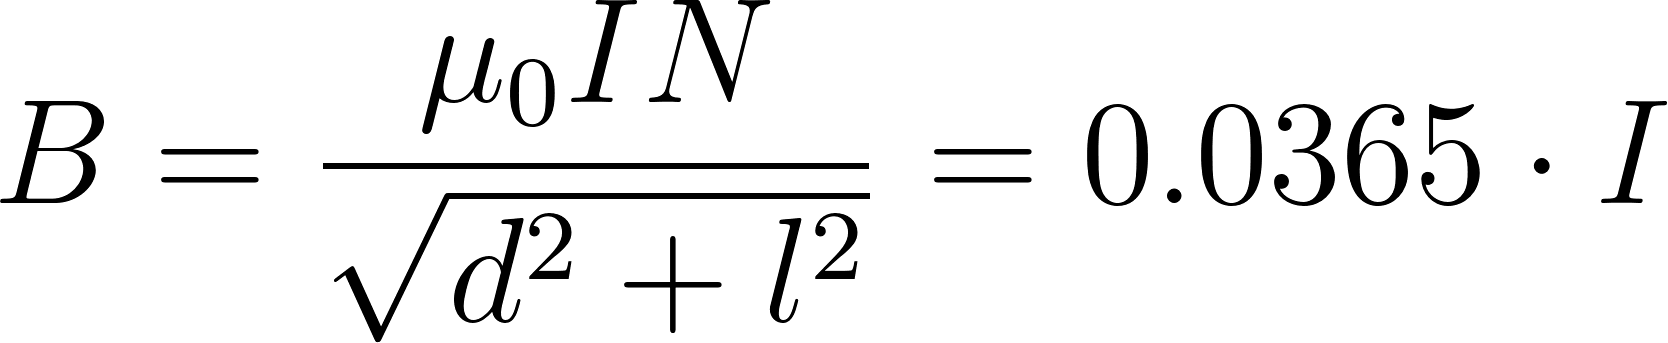 B = \frac{\mu_0 I N}{\sqrt{d^2 + l^2}} = 0.0365 \cdot I